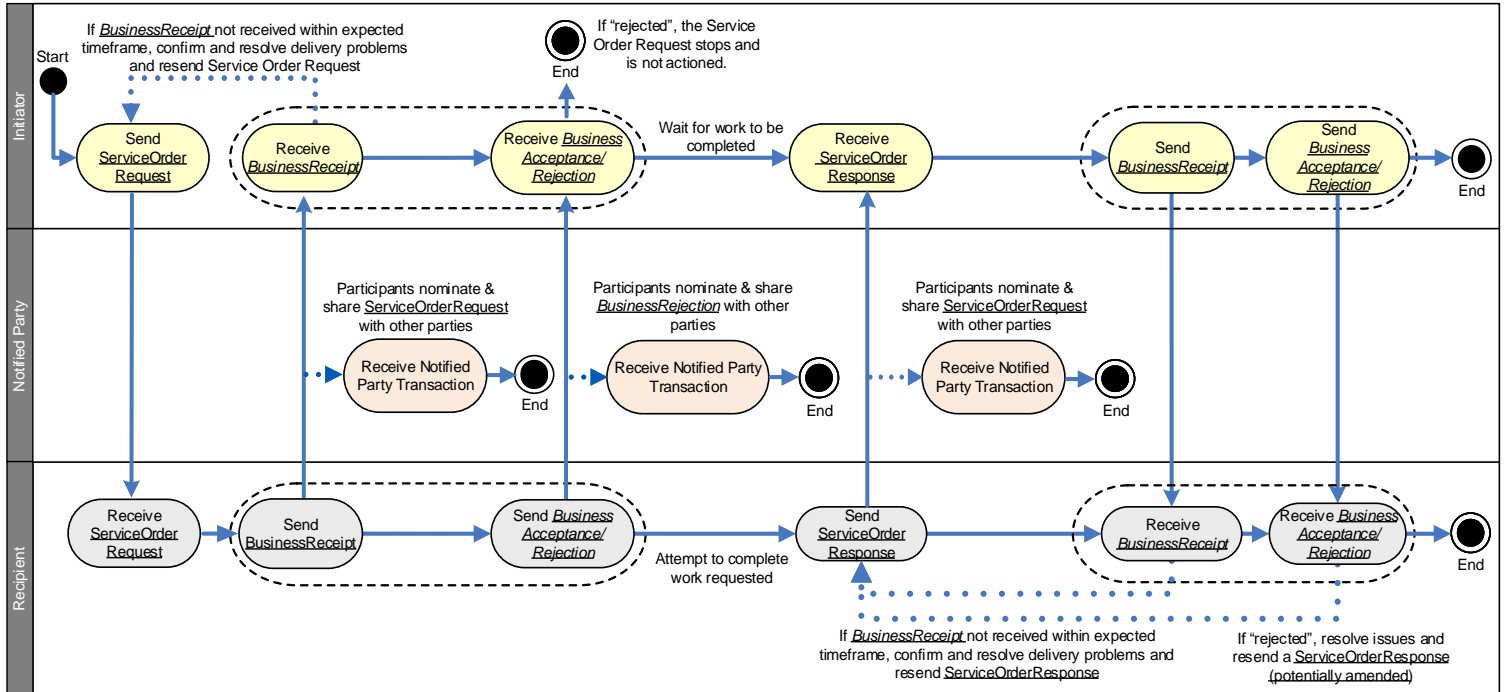 Initiator
Start
If BusinessReceipt not received within expected
timeframe, confirm and resolve delivery problems
and resend Service Order Request
End
If “rejected”, the Service
Order Request stops and
is not actioned.
Send
ServiceOrder
Request
Receive
BusinessReceipt
Receive Business
Acceptance/
Rejection
Wait for work to be
completed
Receive
ServiceOrder
Response
Send
BusinessReceipt
Send
Business
Acceptance/
Rejection
End
Notified Party
Participants nominate &
share ServiceOrderRequest
with other parties
Receive Notified
Party Transaction
End
Participants nominate & share
BusinessRejection with other
parties
Receive Notified Party
Transaction
End
Participants nominate &
share ServiceOrderRequest
with other parties
Receive Notified
Party Transaction
End
Recipient
Receive
ServiceOrder
Request
Send
BusinessReceipt
Send Business
Acceptance/
Rejection
Attempt to complete
work requested
Send
ServiceOrder
Response
Receive
BusinessReceipt
Receive Business
Acceptance/
Rejection
End
If BusinessReceipt not received within expected
timeframe, confirm and resolve delivery problems and
resend ServiceOrderResponse
If “rejected”, resolve issues and
resend a ServiceOrderResponse
(potentially amended)